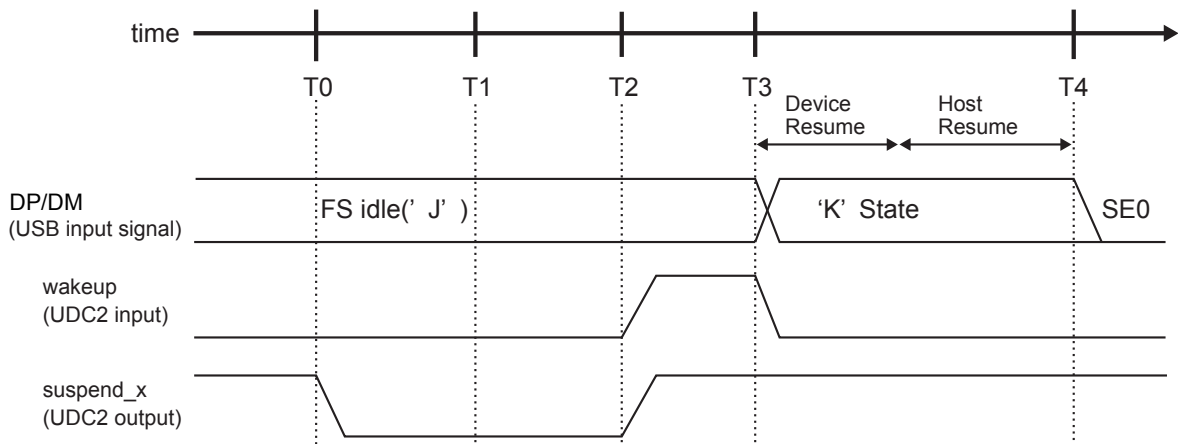 time
T0 T1 T2 T3 T4
Device
Resume
Host
Resume
DP/DM
(USB input signal)
FS idle(’ J’ )
‘K’ State
SE0
wakeup
(UDC2 input)
suspend_x
(UDC2 output)